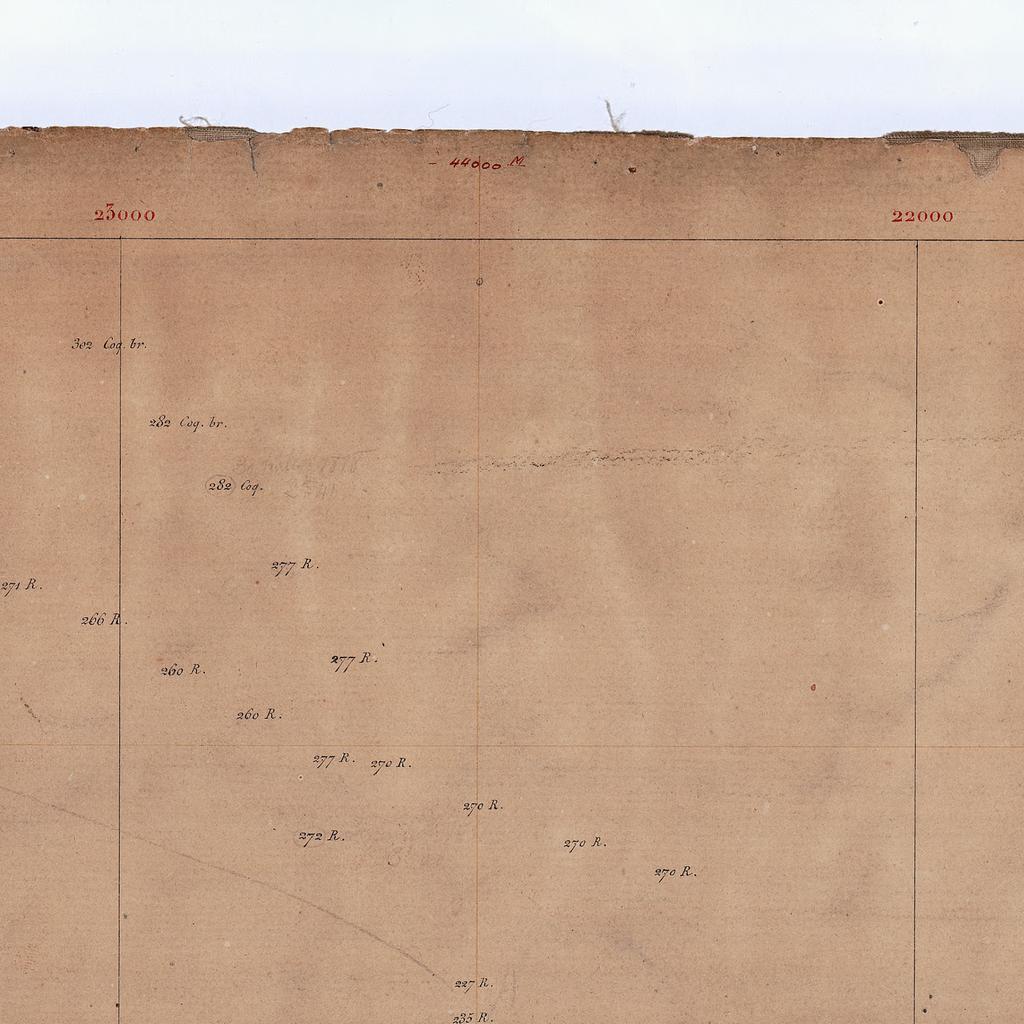 - 44000 M
23000
22000
302 Coq. br.
282 Coq. br.
282 Coq.
277 R.
271 R.
266 R.
277 R.
260 R.
260 R.
277 R.
270 R.
270 R.
272 R.
270 R.
270 R.
227 R.
235 R.